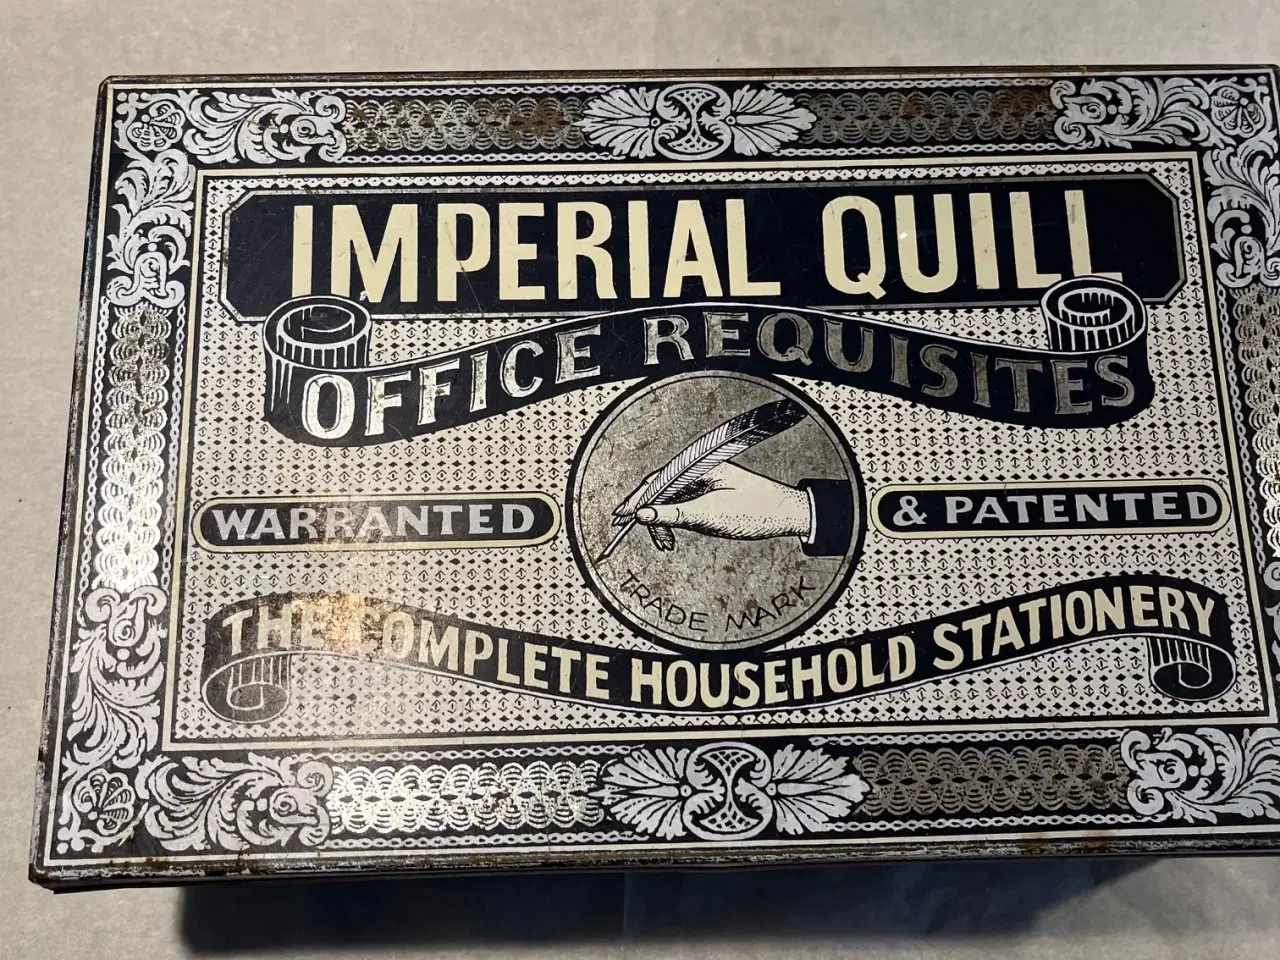 IMPERIAL QUILL
OFFICE REQUISITES
WARRANTED
& PATENTED
TRADE MARK
THE COMPLETE HOUSEHOLD STATIONERY